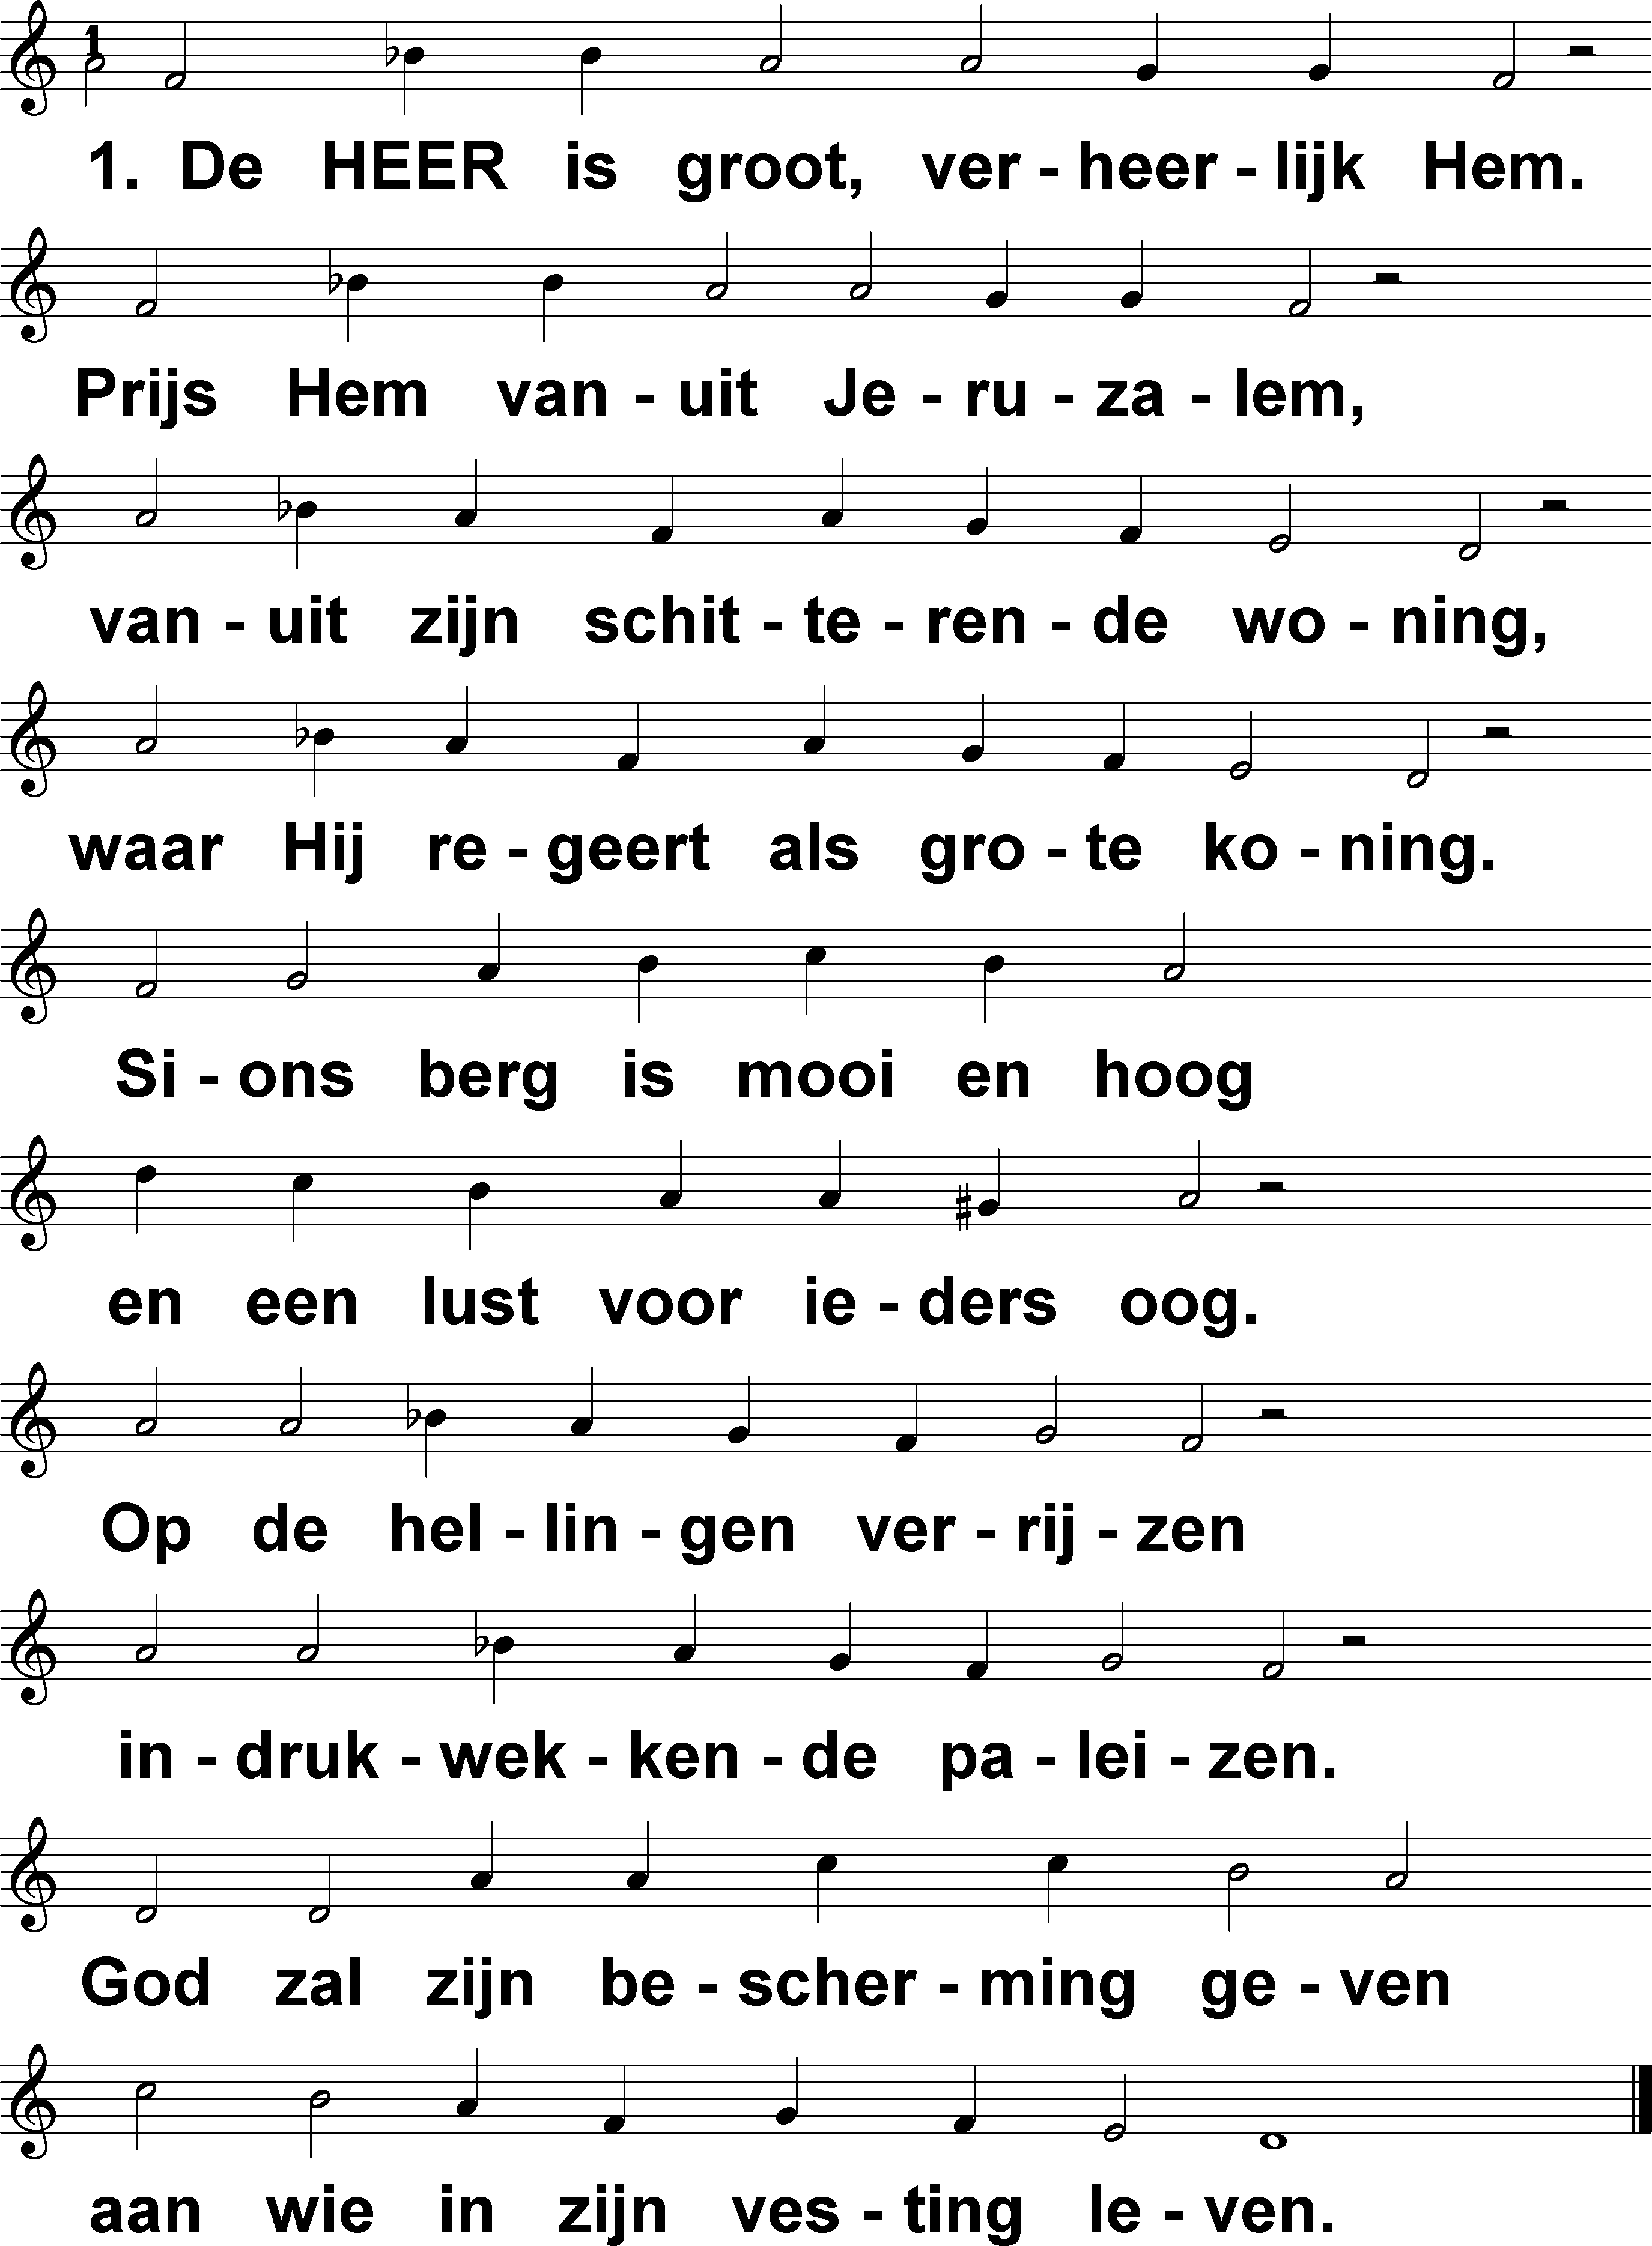 1
1. De HEER is groot, ver - heer - lijk Hem.
Prijs Hem van - uit Je - ru - za - lem,
van - uit zijn schit - te - ren - de wo - ning,
waar Hij re - geert als gro - te ko - ning.
Si - ons berg is mooi en hoog
en een lust voor ie - ders oog.
Op de hel - lin - gen ver - rij - zen
in - druk - wek - ken - de pa - lei - zen.
God zal zijn be - scher - ming ge - ven
aan wie in zijn ves - ting le - ven.